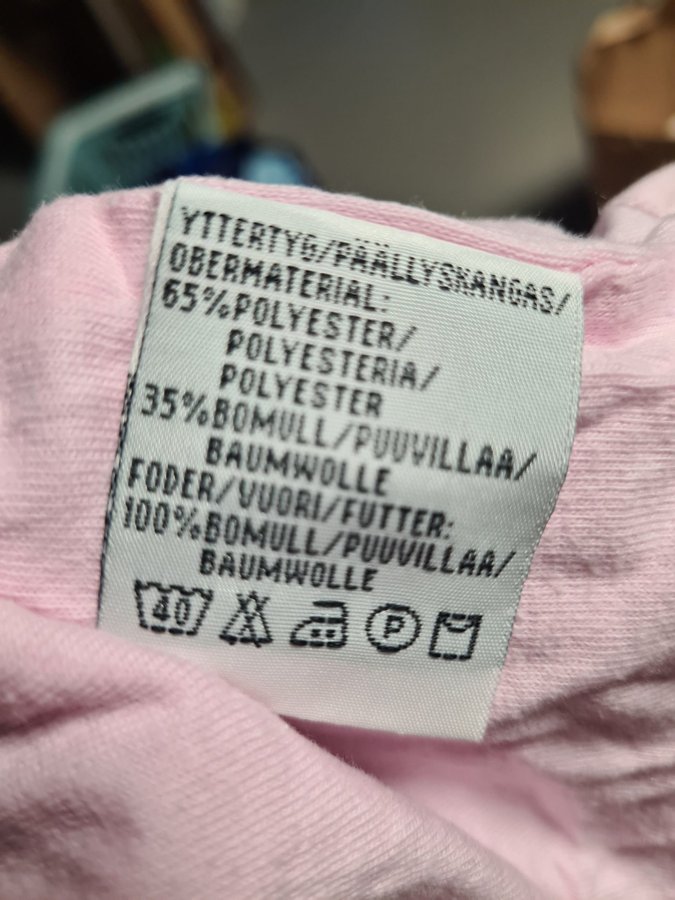 YTTERTYG/PÄÄLLYSKANGAS/
OBERMATERIAL:
65%POLYESTER/
POLYESTERIA/
POLYESTER
35%BOMULL/PUUVILLAA/
BAUMWOLLE
FODER/VUORI/FUTTER:
100%BOMULL/PUUVILLAA/
BAUMWOLLE
40 P